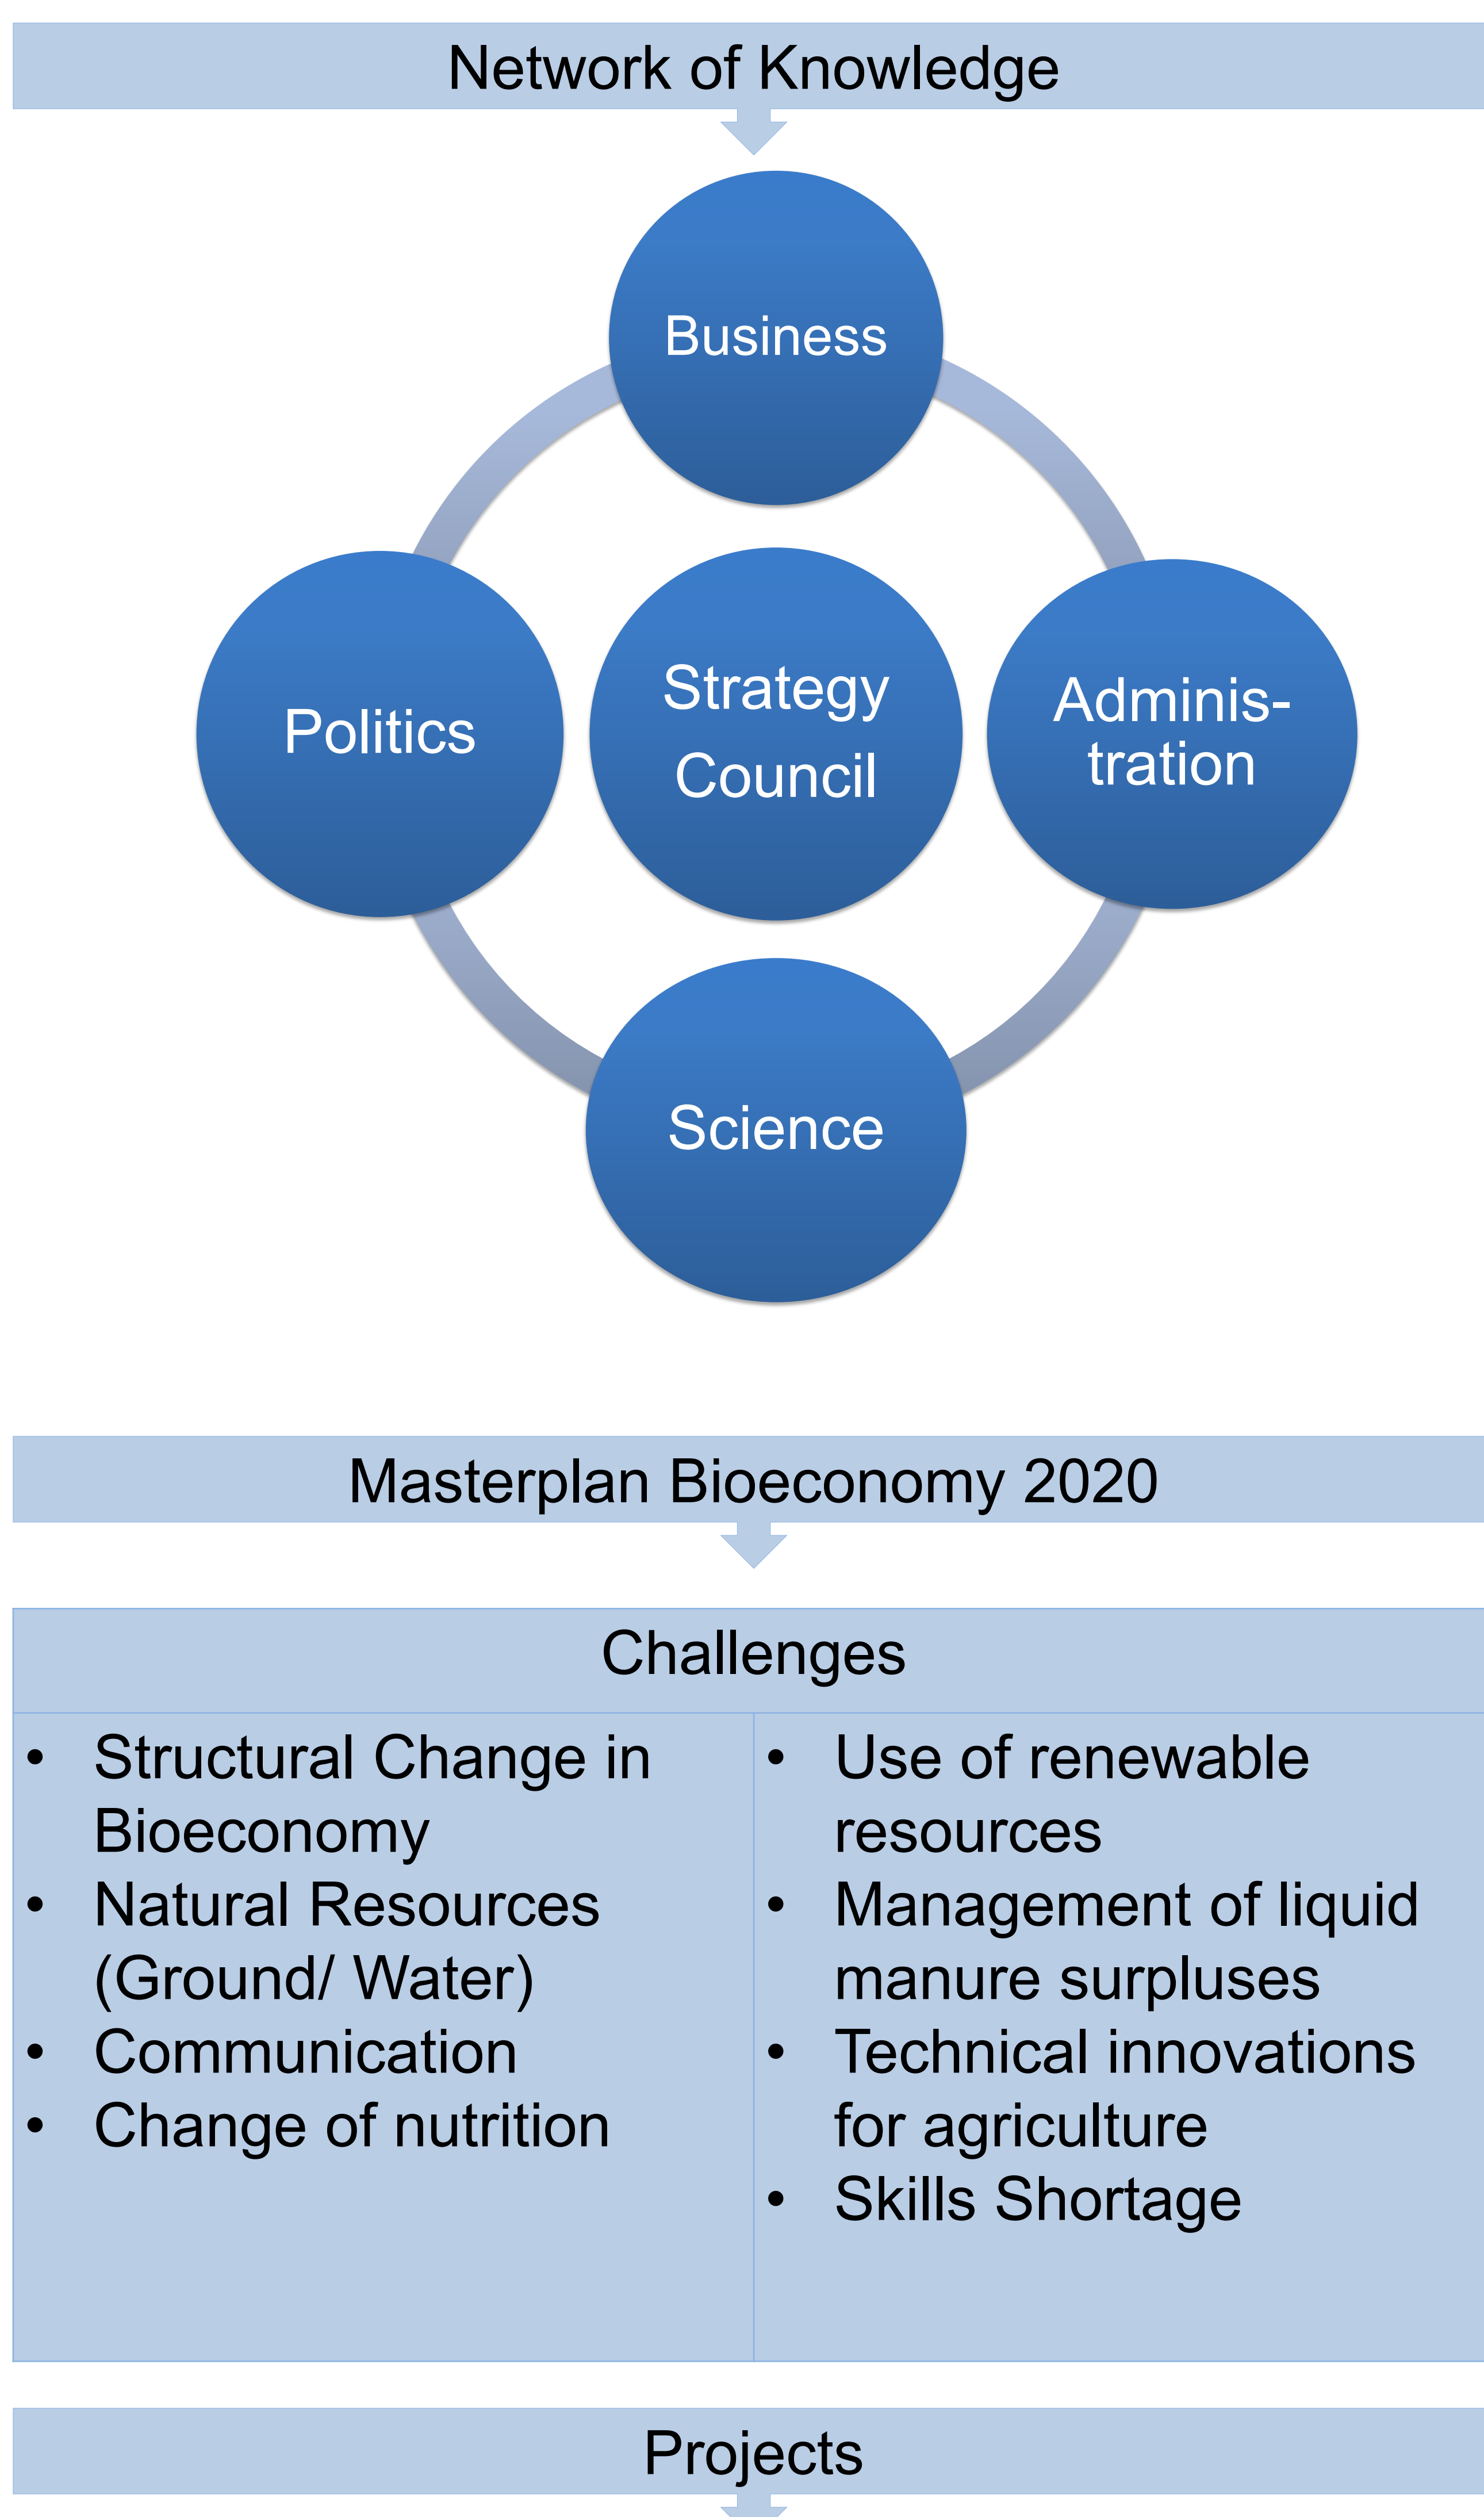 Network of Knowledge
Business
Politics
Strategy
Council
Adminis-
tration
Science
Masterplan Bioeconomy 2020
Challenges
• Structural Change in
Bioeconomy
• Natural Resources
(Ground/ Water)
• Communication
• Change of nutrition
• Use of renewable
resources
• Management of liquid
manure surpluses
• Technical innovations
for agriculture
• Skills Shortage
Projects